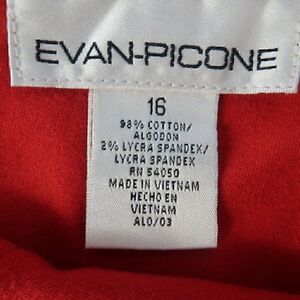 EVAN-PICONE
16
98% COTTON/
ALGODON
2% LYCRA SPANDEX/
LYCRA SPANDEX
RN 54050
MADE IN VIETNAM
HECHO EN
VIETNAM
ALO/03